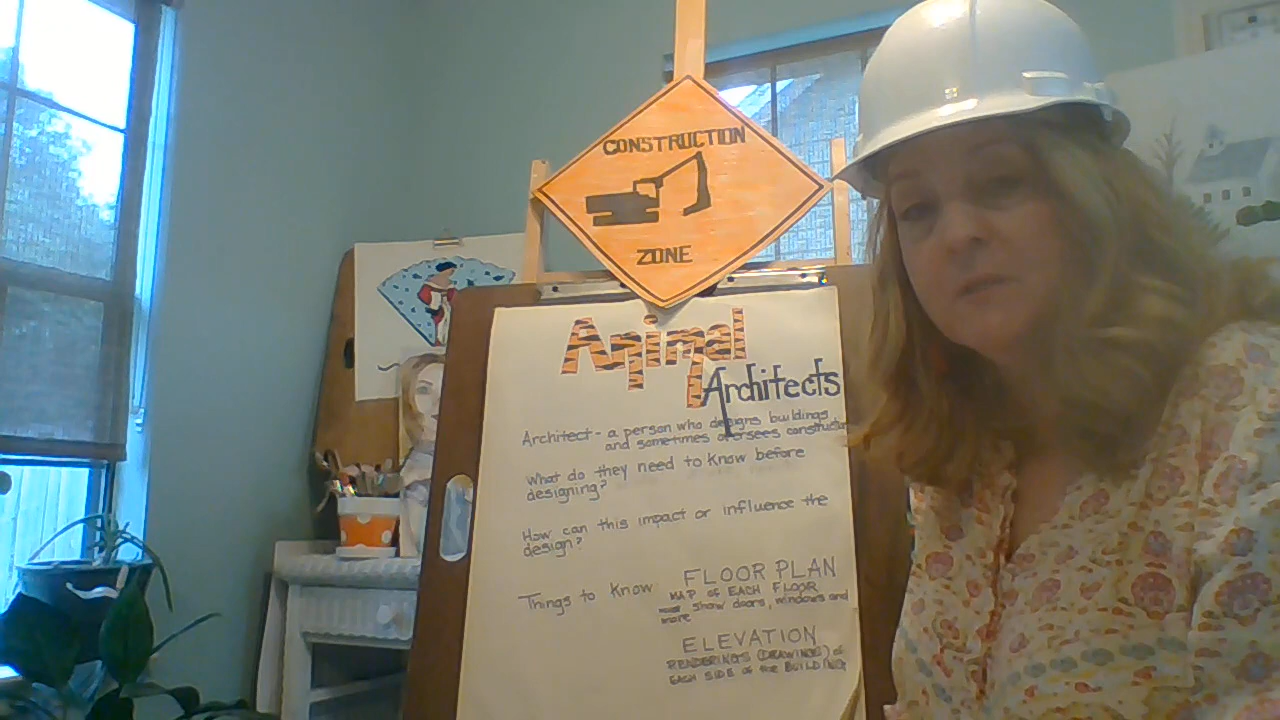 CONSTRUCTION
ZONE
Animal
Architects
Architect - a person who designs buildings
and sometimes oversees construction
What do they need to know before
designing?
How can this impact or influence the
design?
Things to know
FLOOR PLAN
MAP OF EACH FLOOR
show doors, windows and
more
ELEVATION
RENDERINGS (DRAWINGS) of
EACH SIDE OF the BUILDING